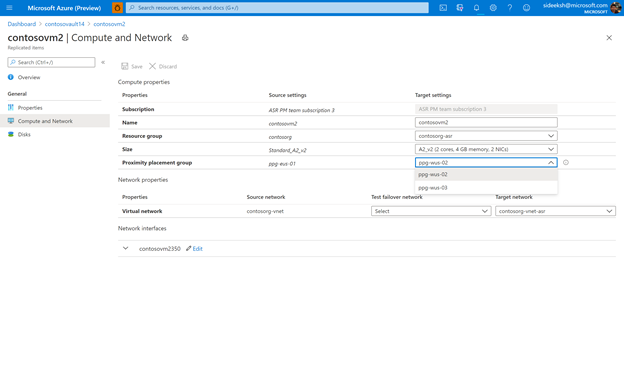 Microsoft Azure (Preview)
Search resources, services, and docs (G+/)
sideeksh@microsoft.com
MICROSOFT
Dashboard > contosovault14 > contosovm2
contosovm2 | Compute and Network
Replicated items
Search (Ctrl+/)
Save Discard
Overview
General
Properties
Compute and Network
Disks
Compute properties
Properties Source settings Target settings
Subscription ASR PM team subscription 3 ASR PM team subscription 3
Name contosovm2 contosovm2
Resource group contosorg contosorg-asr
Size Standard_A2_v2 A2_v2 (2 cores, 4 GB memory, 2 NICs)
Proximity placement group ppg-wus-01 ppg-wus-02
ppg-wus-02
ppg-wus-03
Network properties
Properties Source network Test failover network Target network
Virtual network contosorg-vnet Select contosorg-vnet-asr
Network interfaces
contosovm2350 Edit